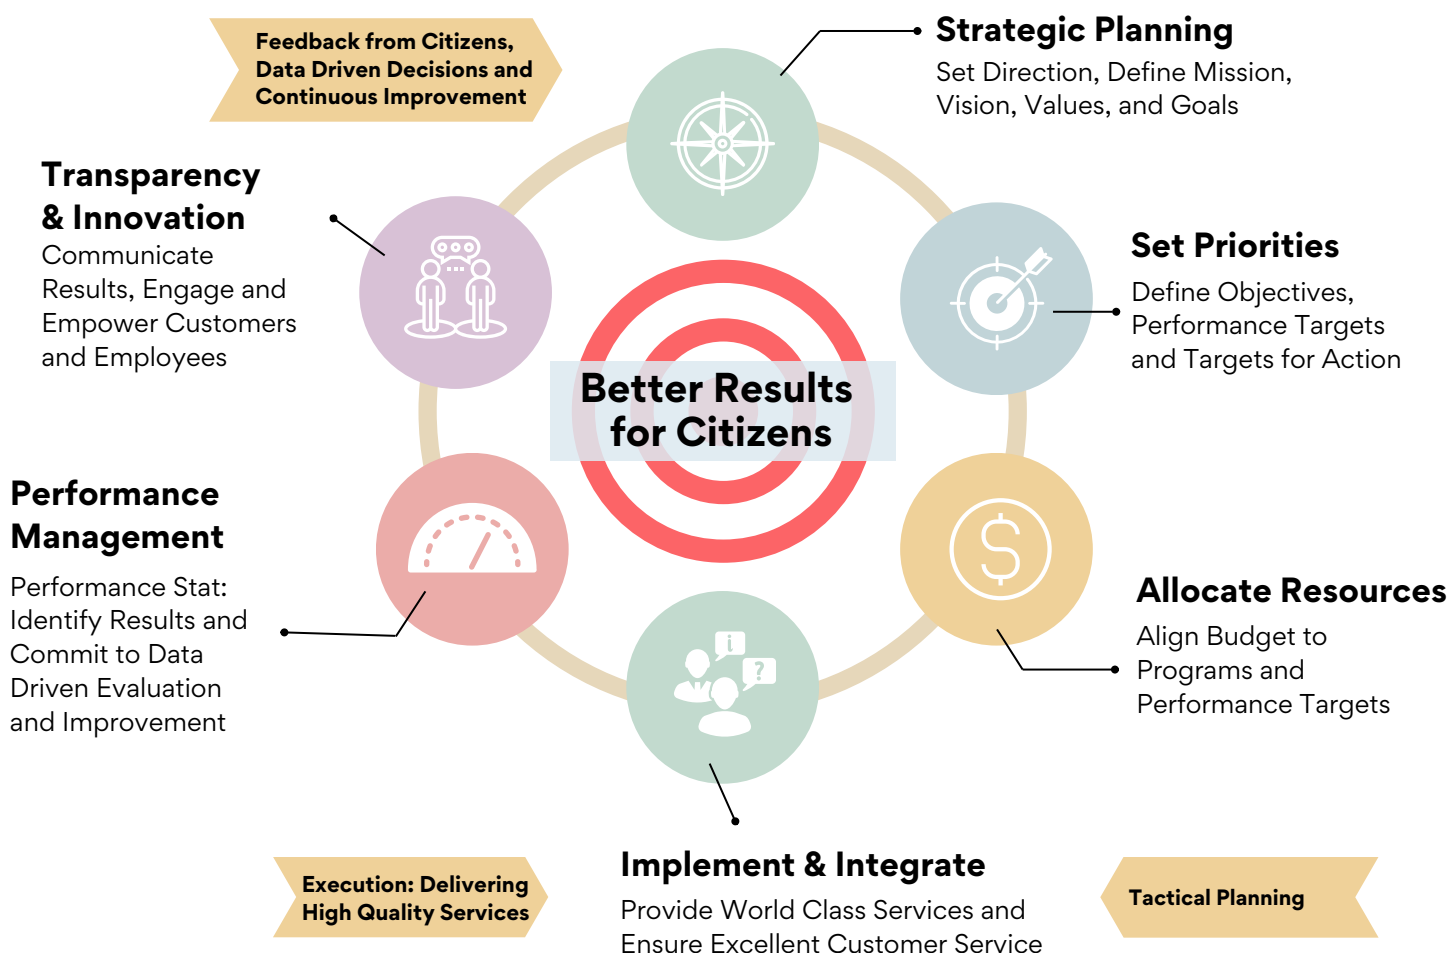 Feedback from Citizens,
Data Driven Decisions and
Continuous Improvement
Strategic Planning
Set Direction, Define Mission,
Vision, Values, and Goals
Transparency
& Innovation
Communicate
Results, Engage and
Empower Customers
and Employees
Set Priorities
Define Objectives,
Performance Targets
and Targets for Action
Better Results
for Citizens
Performance
Management
Performance Stat:
Identify Results and
Commit to Data
Driven Evaluation
and Improvement
$
Allocate Resources
Align Budget to
Programs and
Performance Targets
i
?
Implement & Integrate
Provide World Class Services and
Ensure Excellent Customer Service
Execution: Delivering
High Quality Services
Tactical Planning